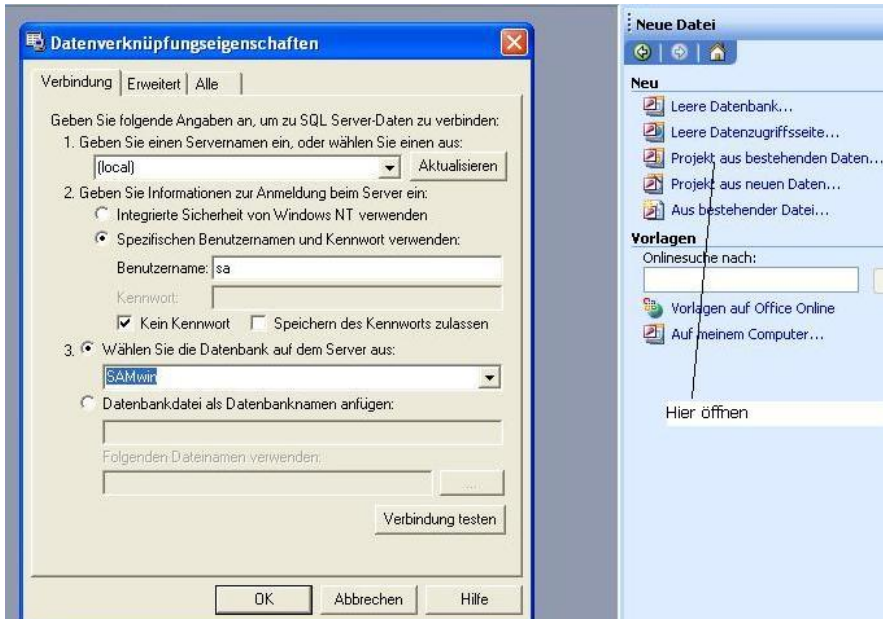 Datenverknüpfungseigenschaften
Verbindung Erweitert Alle
Geben Sie folgende Angaben an, um zu SQL Server-Daten zu verbinden:
1. Geben Sie einen Servernamen ein, oder wählen Sie einen aus:
(local) Aktualisieren
2. Geben Sie Informationen zur Anmeldung beim Server ein:
Integrierte Sicherheit von Windows NT verwenden
Spezifischen Benutzernamen und Kennwort verwenden:
Benutzername: sa
Kennwort:
Kein Kennwort Speichern des Kennworts zulassen
3. Wählen Sie die Datenbank auf dem Server aus:
SAMwin
Datenbankdatei als Datenbanknamen anfügen:
Folgenden Dateinamen verwenden:
...
Verbindung testen
OK Abbrechen Hilfe
Neue Datei
Neu
Leere Datenbank...
Leere Datenzugriffsseite...
Projekt aus bestehenden Daten...
Projekt aus neuen Daten...
Aus bestehender Datei...
Vorlagen
Onlinesuche nach:
Vorlagen auf Office Online
Auf meinem Computer...
Hier öffnen